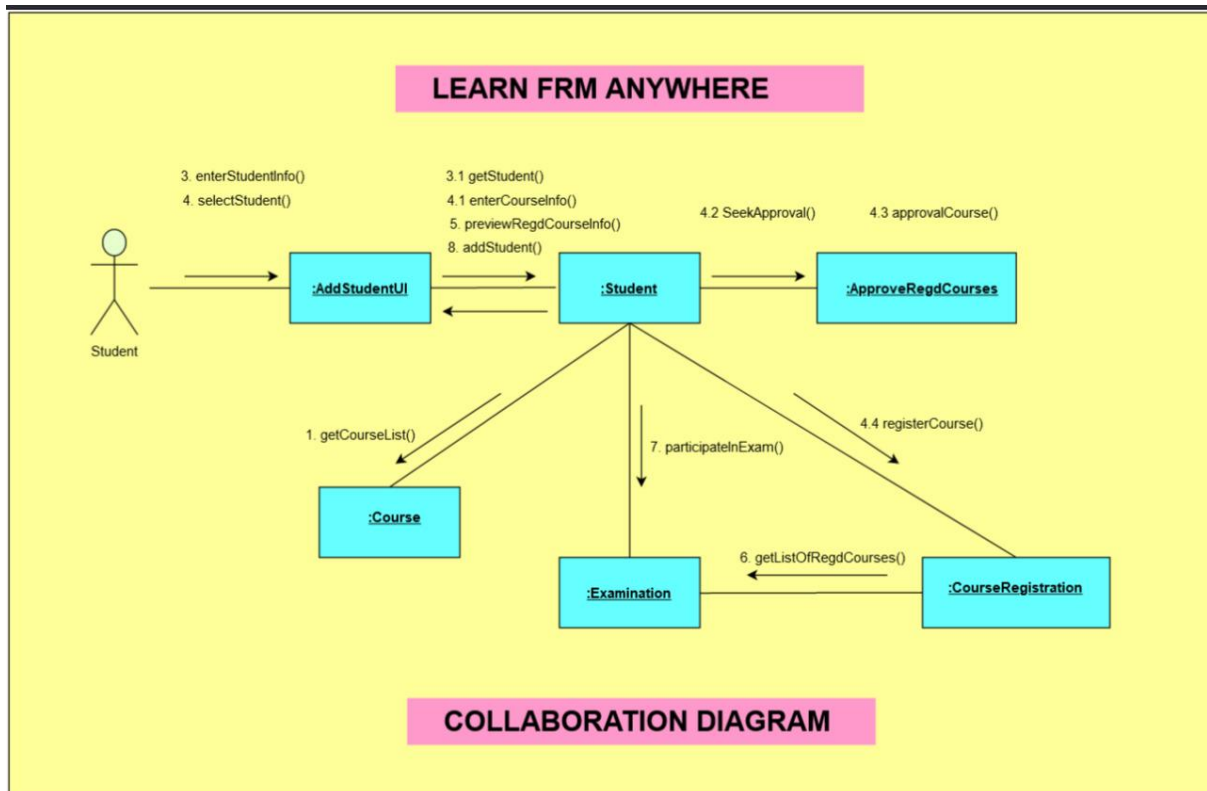 LEARN FRM ANYWHERE
3. enterStudentInfo()
4. selectStudent()
3.1 getStudent()
4.1 enterCourseInfo()
5. previewRegdCourseInfo()
8. addStudent()
4.2 SeekApproval()
4.3 approvalCourse()
:AddStudentUI
:Student
:ApproveRegdCourses
Student
1. getCourseList()
7. participateInExam()
4.4 registerCourse()
:Course
6. getListOfRegdCourses()
:Examination
:CourseRegistration
COLLABORATION DIAGRAM